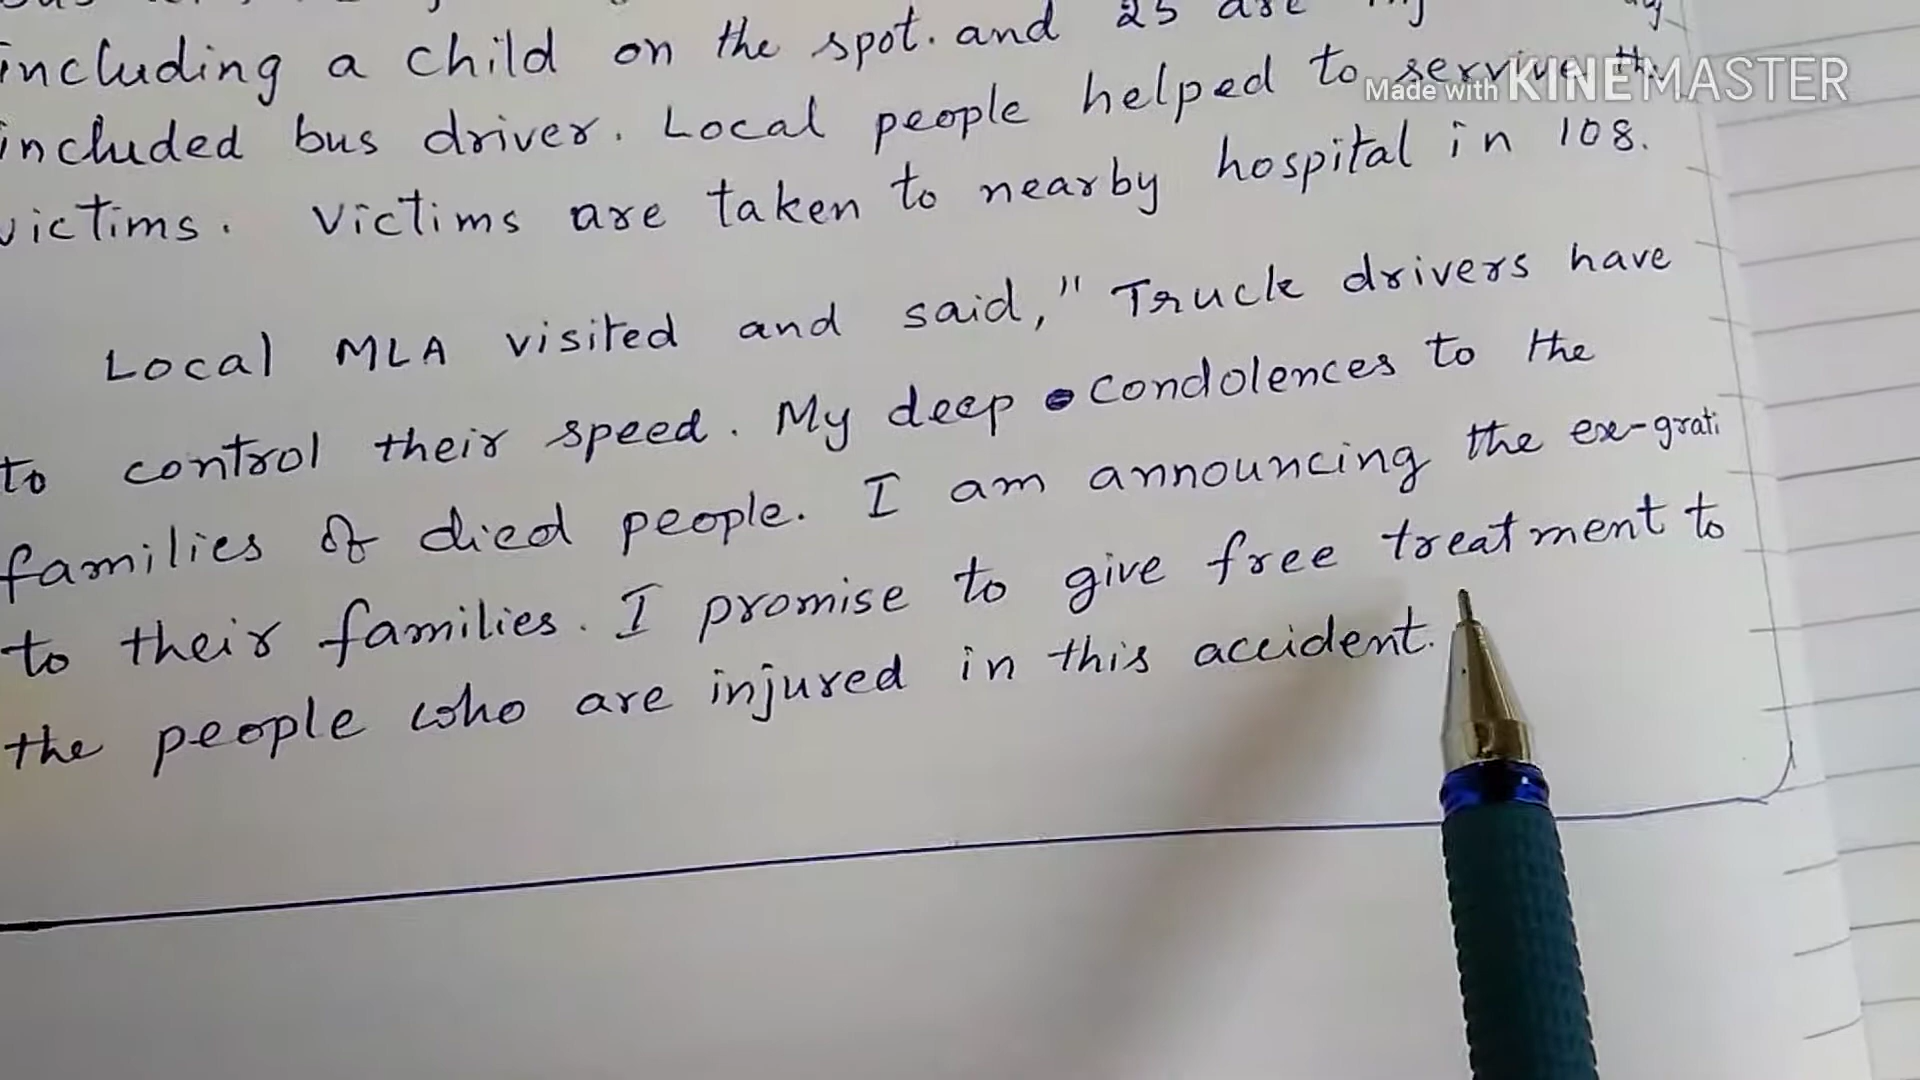 including a child on the spot. and 25 are
included bus driver. Local people helped to servive the
victims. Victims are taken to nearby hospital in 108.
Local MLA visited and said," Truck drivers have
to control their speed. My deep condolences to the
families of died people. I am announcing the ex-grati
to their families. I promise to give free treatment to
the people who are injured in this accident.
Made with KINEMASTER